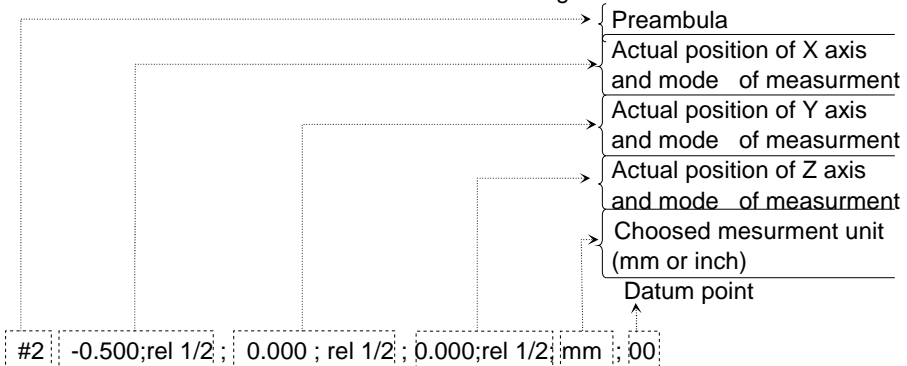 Preambula
Actual position of X axis
and mode of measurment
Actual position of Y axis
and mode of measurment
Actual position of Z axis
and mode of measurment
Choosed mesurment unit
(mm or inch)
Datum point
#2 -0.500;rel 1/2 ; 0.000 ; rel 1/2 ; 0.000;rel 1/2; mm ; 00